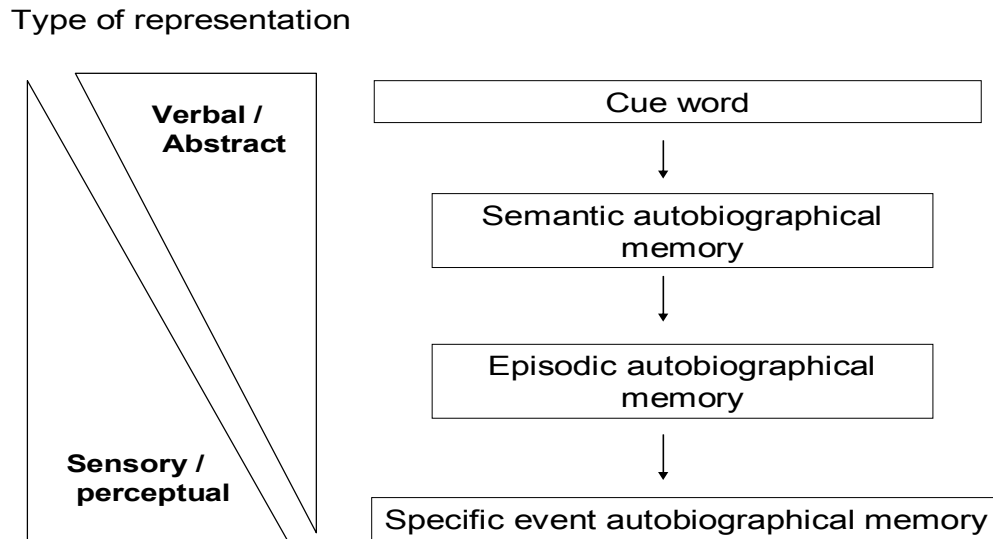 Type of representation
Verbal /
Abstract
Sensory /
perceptual
Cue word
Semantic autobiographical
memory
Episodic autobiographical
memory
Specific event autobiographical memory